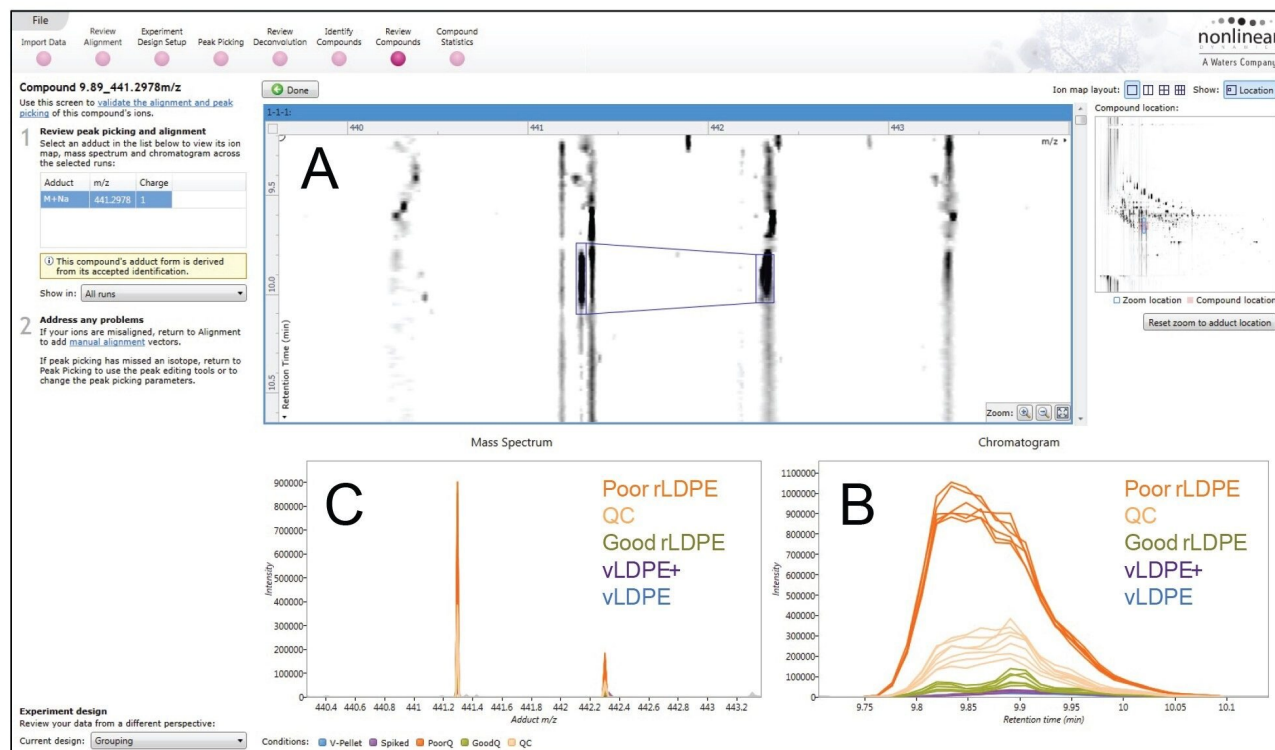 File
Import Data
Review
Alignment
Experiment
Design Setup
Peak Picking
Review
Deconvolution
Identify
Compounds
Review
Compounds
Compound
Statistics
nonlinear
DYNAMICS
A Waters Company
Compound 9.89_441.2978m/z
Use this screen to validate the alignment and peak
picking of this compound's ions.
1 Review peak picking and alignment
Select an adduct in the list below to view its ion
map, mass spectrum and chromatogram across
the selected runs:
Adduct m/z Charge
M+Na 441.2978 1
This compound's adduct form is derived
from its accepted identification.
Show in: All runs
2 Address any problems
If your ions are misaligned, return to Alignment
to add manual alignment vectors.
If peak picking has missed an isotope, return to
Peak Picking to use the peak editing tools or to
change the peak picking parameters.
Experiment design
Review your data from a different perspective:
Current design: Grouping
Done
Ion map layout: Show: Location
1-1-1:
440 441 442 443
m/z
A
9.5
10.0
10.5
Retention Time (min)
Zoom:
Compound location:
Zoom location Compound location
Reset zoom to adduct location
Mass Spectrum
C
Poor rLDPE
QC
Good rLDPE
vLDPE+
vLDPE
900000
800000
700000
600000
500000
400000
300000
200000
100000
0
Intensity
440.4 440.6 440.8 441 441.2 441.4 441.6 441.8 442 442.2 442.4 442.6 442.8 443 443.2
Adduct m/z
Chromatogram
B
Poor rLDPE
QC
Good rLDPE
vLDPE+
vLDPE
1100000
1000000
900000
800000
700000
600000
500000
400000
300000
200000
100000
0
Intensity
9.75 9.8 9.85 9.9 9.95 10 10.05 10.1
Retention time (min)
Conditions: V-Pellet Spiked PoorQ GoodQ QC